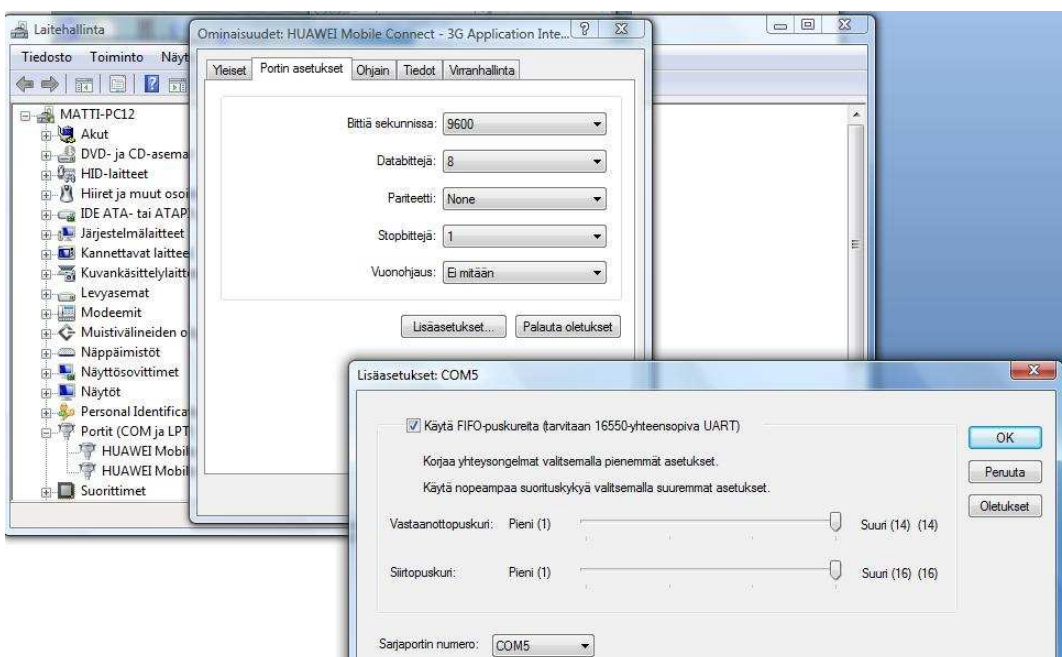 Laitehallinta
Tiedosto Toiminto Näyt
MATTI-PC12
Akut
DVD- ja CD-asema
HID-laitteet
Hiiret ja muut osoi
IDE ATA- tai ATAP
Järjestelmälaitteet
Kannettavat laittee
Kuvankäsittelylaitt
Levyasemat
Modeemit
Muistivälineiden o
Näppäimistöt
Näyttösovittimet
Näytöt
Personal Identifica
Portit (COM ja LPT
HUAWEI Mobil
HUAWEI Mobil
Suorittimet
Ominaisuudet: HUAWEI Mobile Connect - 3G Application Inte...
Yleiset Portin asetukset Ohjain Tiedot Virranhallinta
Bittiä sekunnissa: 9600
Databittejä: 8
Pariteetti: None
Stopbittejä: 1
Vuonohjaus: Ei mitään
Lisäasetukset... Palauta oletukset
Lisäasetukset: COM5
Käytä FIFO-puskureita (tarvitaan 16550-yhteensopiva UART)
Korjaa yhteysongelmat valitsemalla pienemmät asetukset.
Käytä nopeampaa suorituskykyä valitsemalla suuremmat asetukset.
Vastaanottopuskuri: Pieni (1) Suuri (14) (14)
Siirtopuskuri: Pieni (1) Suuri (16) (16)
Sarjaportin numero: COM5
OK
Peruuta
Oletukset